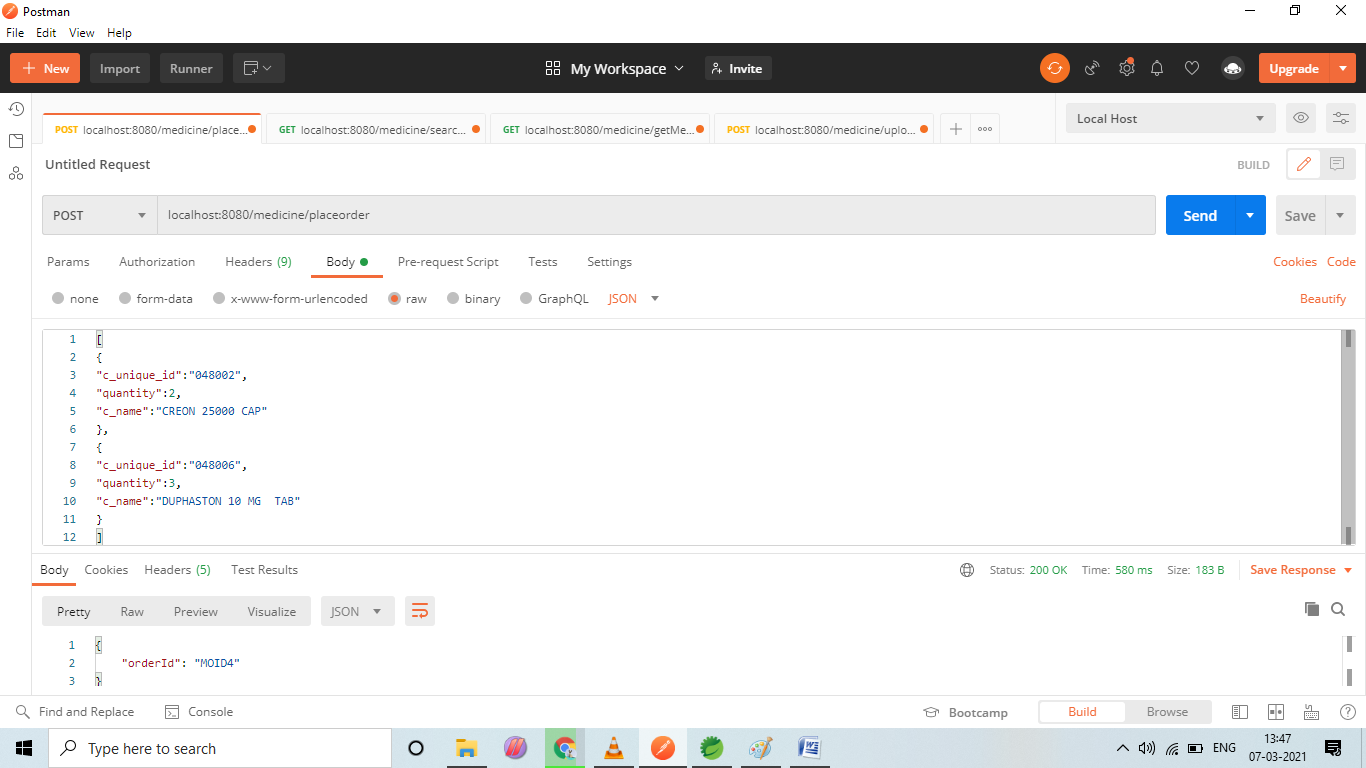 Postman
File Edit View Help
New Import Runner My Workspace Invite Upgrade
POST localhost:8080/medicine/place... GET localhost:8080/medicine/searc... GET localhost:8080/medicine/getMe... POST localhost:8080/medicine/uplo... Local Host
Untitled Request BUILD
POST localhost:8080/medicine/placeorder Send Save
Params Authorization Headers (9) Body Pre-request Script Tests Settings Cookies Code
none form-data x-www-form-urlencoded raw binary GraphQL JSON Beautify
1 [
2 {
3 "c_unique_id":"048002",
4 "quantity":2,
5 "c_name":"CREON 25000 CAP"
6 },
7 {
8 "c_unique_id":"048006",
9 "quantity":3,
10 "c_name":"DUPHASTON 10 MG  TAB"
11 }
12 ]
Body Cookies Headers (5) Test Results Status: 200 OK Time: 580 ms Size: 183 B Save Response
Pretty Raw Preview Visualize JSON
1 {
2 "orderId": "MOID4"
3 }
Find and Replace Console Bootcamp Build Browse
Type here to search ENG 13:47
07-03-2021